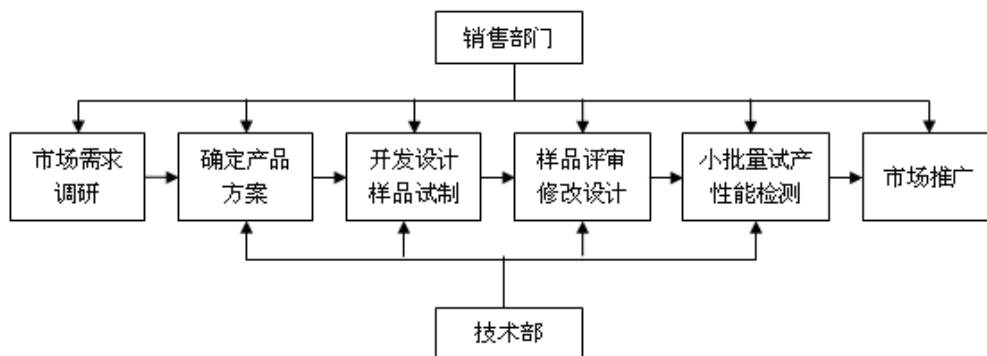 销售部门
市场需求
调研
确定产品
方案
开发设计
样品试制
样品评审
修改设计
小批量试产
性能检测
市场推广
技术部